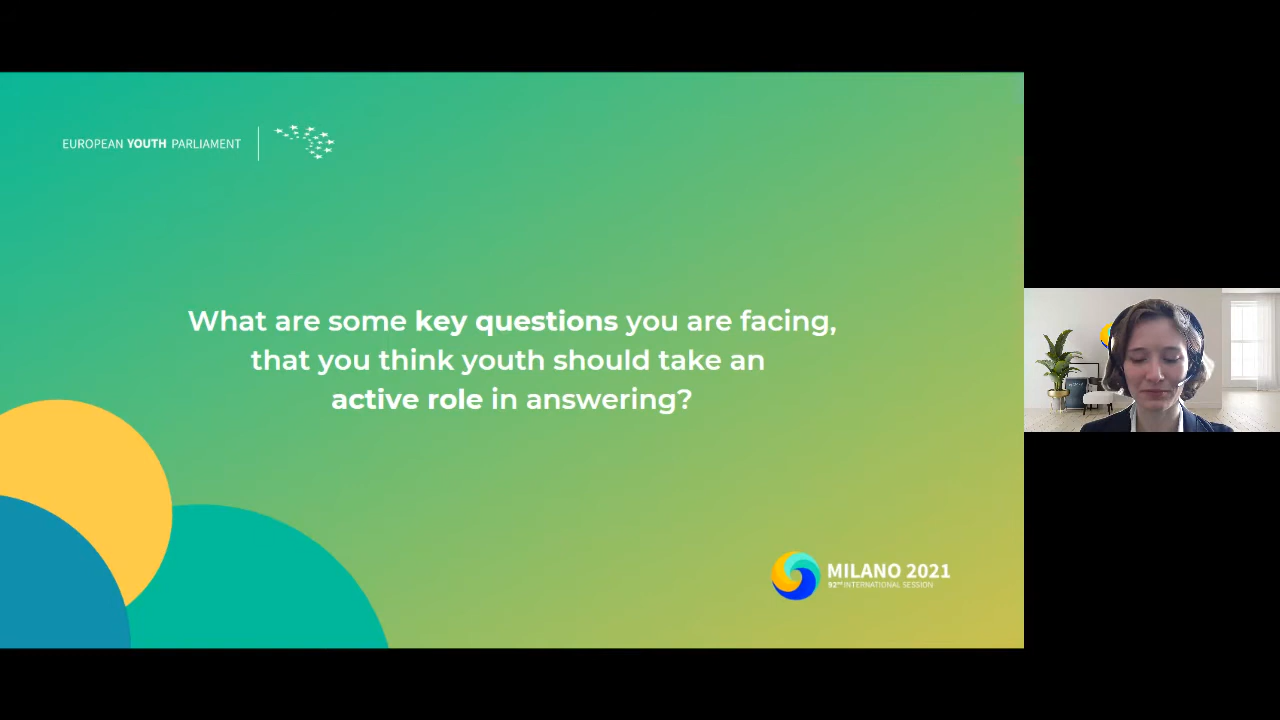 EUROPEAN YOUTH PARLIAMENT
What are some key questions you are facing,
that you think youth should take an
active role in answering?
MILANO 2021
92nd INTERNATIONAL SESSION